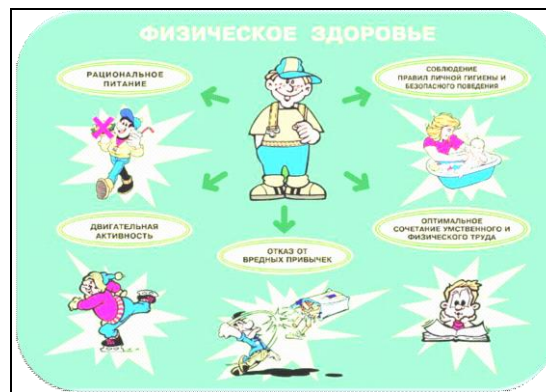 ФИЗИЧЕСКОЕ ЗДОРОВЬЕ
РАЦИОНАЛЬНОЕ
ПИТАНИЕ
СОБЛЮДЕНИЕ
ПРАВИЛ ЛИЧНОЙ ГИГИЕНЫ И
БЕЗОПАСНОГО ПОВЕДЕНИЯ
ДВИГАТЕЛЬНАЯ
АКТИВНОСТЬ
ОТКАЗ ОТ
ВРЕДНЫХ ПРИВЫЧЕК
ОПТИМАЛЬНОЕ
СОЧЕТАНИЕ УМСТВЕННОГО И
ФИЗИЧЕСКОГО ТРУДА